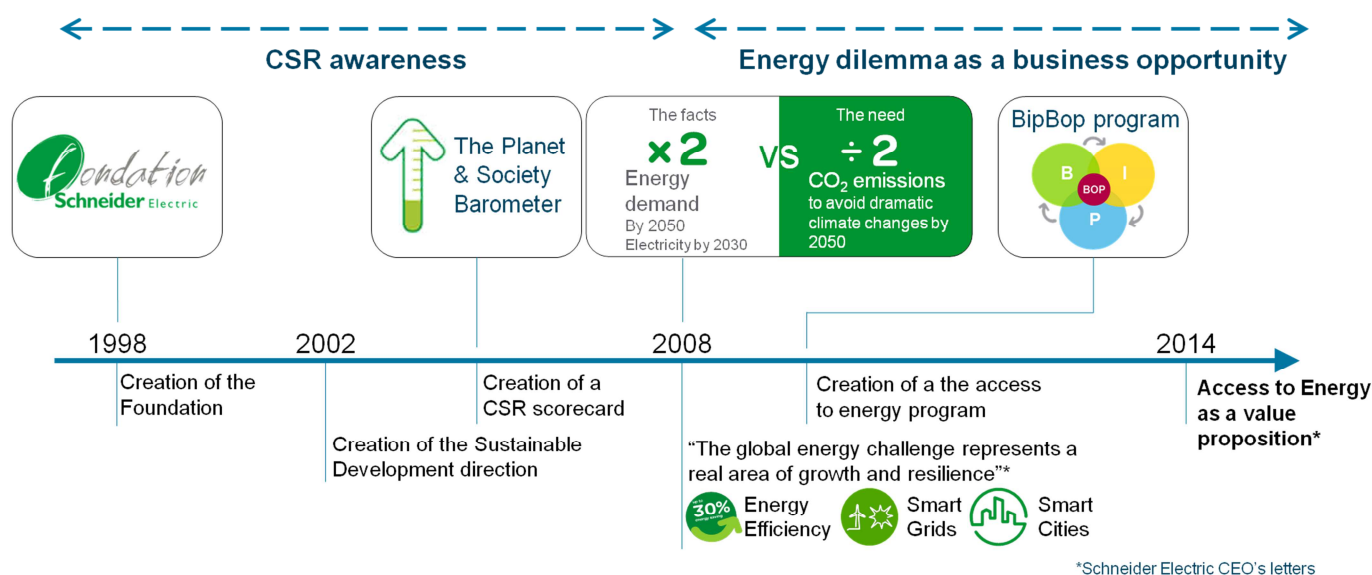 CSR awareness
Energy dilemma as a business opportunity
Fondation
Schneider Electric
The Planet
& Society
Barometer
The facts
×2
Energy
demand
By 2050
Electricity by 2030
VS
The need
÷ 2
CO₂ emissions
to avoid dramatic
climate changes by
2050
BipBop program
B
I
BOP
P
1998
2002
2008
2014
Creation of the
Foundation
Creation of the Sustainable
Development direction
Creation of a
CSR scorecard
“The global energy challenge represents a
real area of growth and resilience”*
30%
Energy
Efficiency
Smart
Grids
Smart
Cities
Creation of a the access
to energy program
Access to Energy
as a value
proposition*
*Schneider Electric CEO's letters